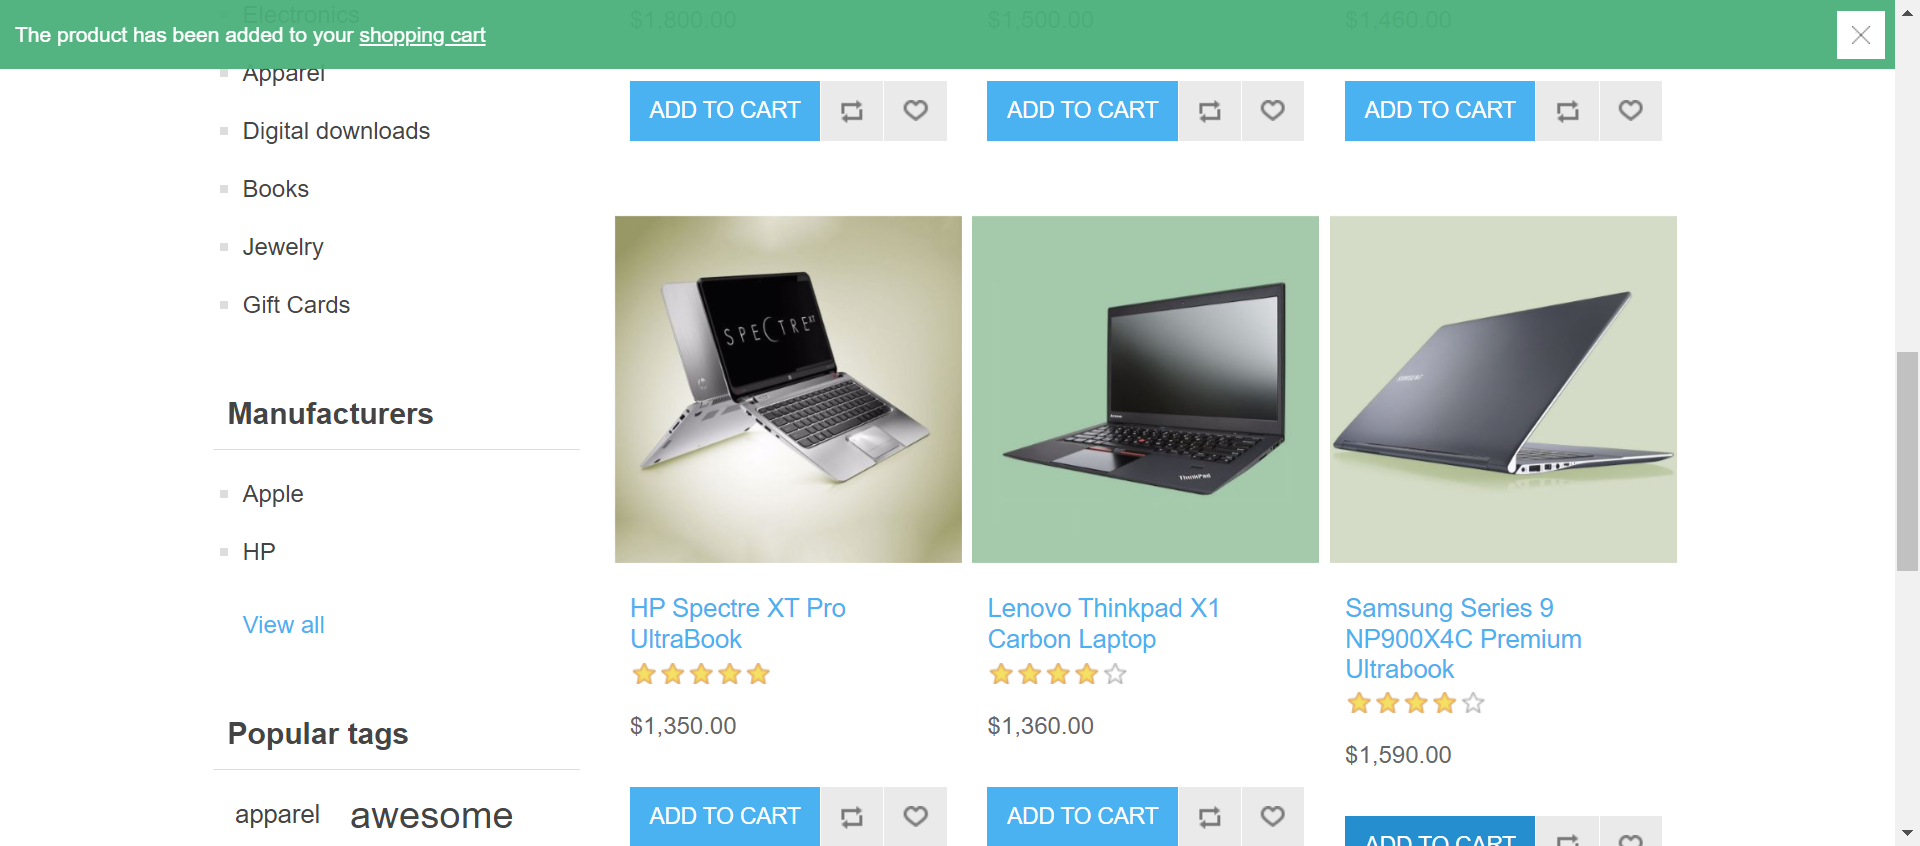 Electronics
$1,800.00
$1,500.00
$1,460.00
The product has been added to your shopping cart
Apparel
ADD TO CART
ADD TO CART
ADD TO CART
Digital downloads
Books
Jewelry
Gift Cards
SPECTRE XT
SAMSUNG
Manufacturers
Apple
HP
View all
ThinkPad
HP Spectre XT Pro
UltraBook
$1,350.00
Lenovo Thinkpad X1
Carbon Laptop
$1,360.00
Samsung Series 9
NP900X4C Premium
Ultrabook
$1,590.00
Popular tags
apparel awesome
ADD TO CART
ADD TO CART
ADD TO CART